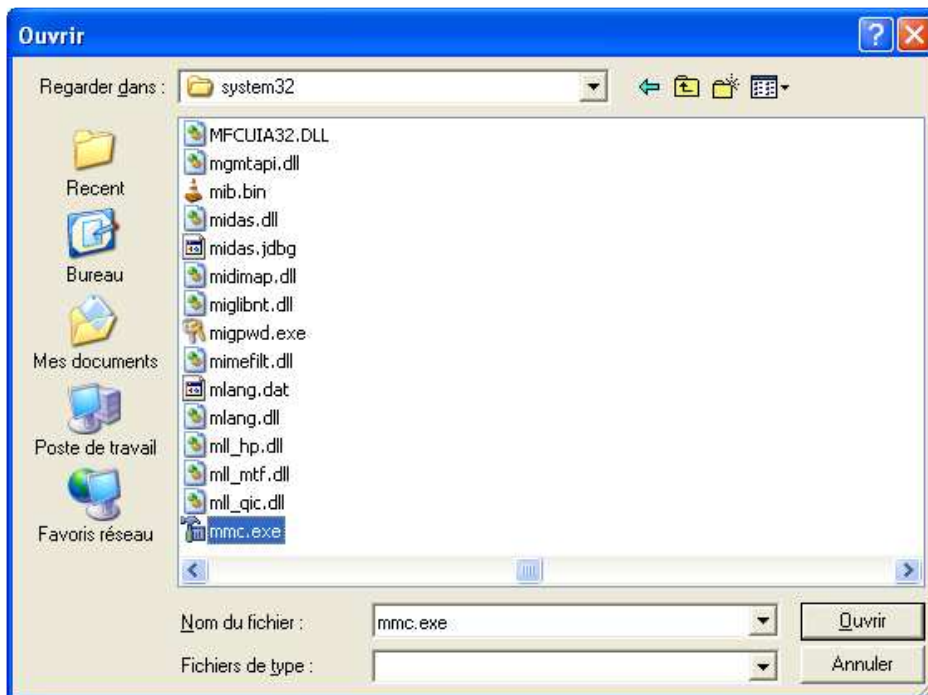 Ouvrir
Regarder dans :
system32
Recent
Bureau
Mes documents
Poste de travail
Favoris réseau
MFCUIA32.DLL
mgmtapi.dll
mib.bin
midas.dll
midas.jdbg
midimap.dll
miglibnt.dll
migpwd.exe
mimefilt.dll
mlang.dat
mlang.dll
mll_hp.dll
mll_mtf.dll
mll_qic.dll
mmc.exe
Nom du fichier :
mmc.exe
Ouvrir
Fichiers de type :
Annuler